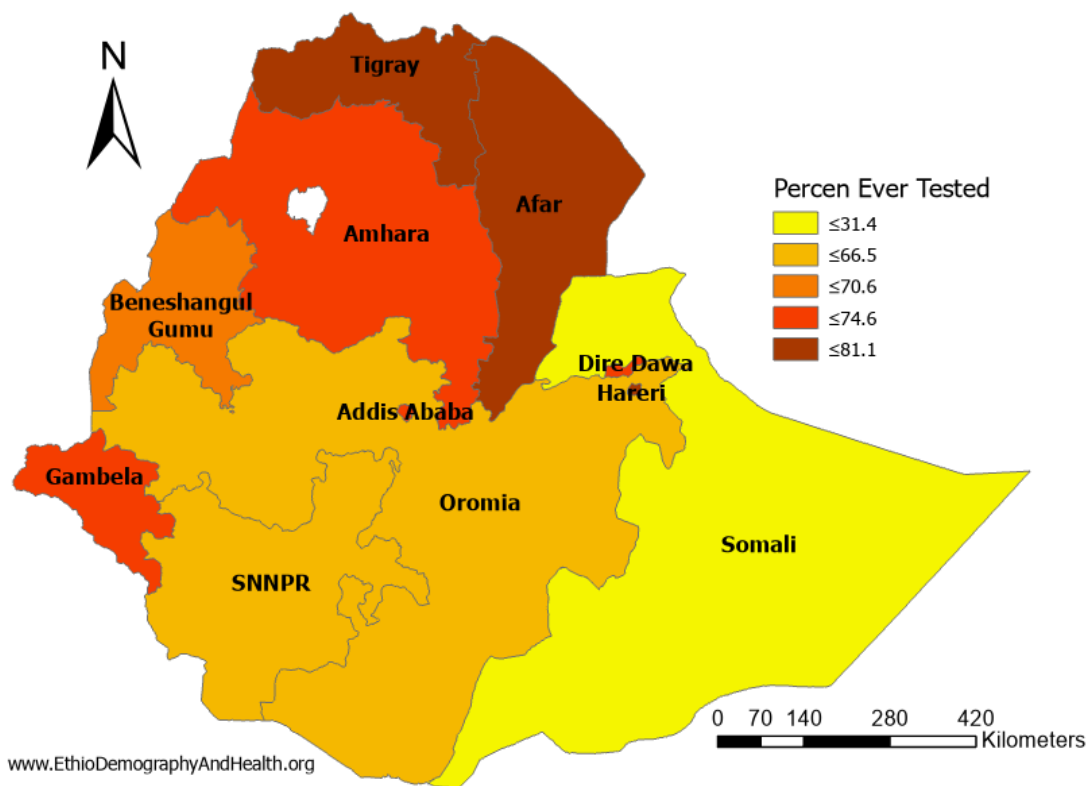 N
Tigray
Afar
Percen Ever Tested
≤31.4
≤66.5
≤70.6
≤74.6
≤81.1
Amhara
Beneshangul
Gumu
Dire Dawa
Hareri
Addis Ababa
Gambela
Oromia
Somali
SNNPR
0 70 140 280 420
Kilometers
www.EthioDemographyAndHealth.org